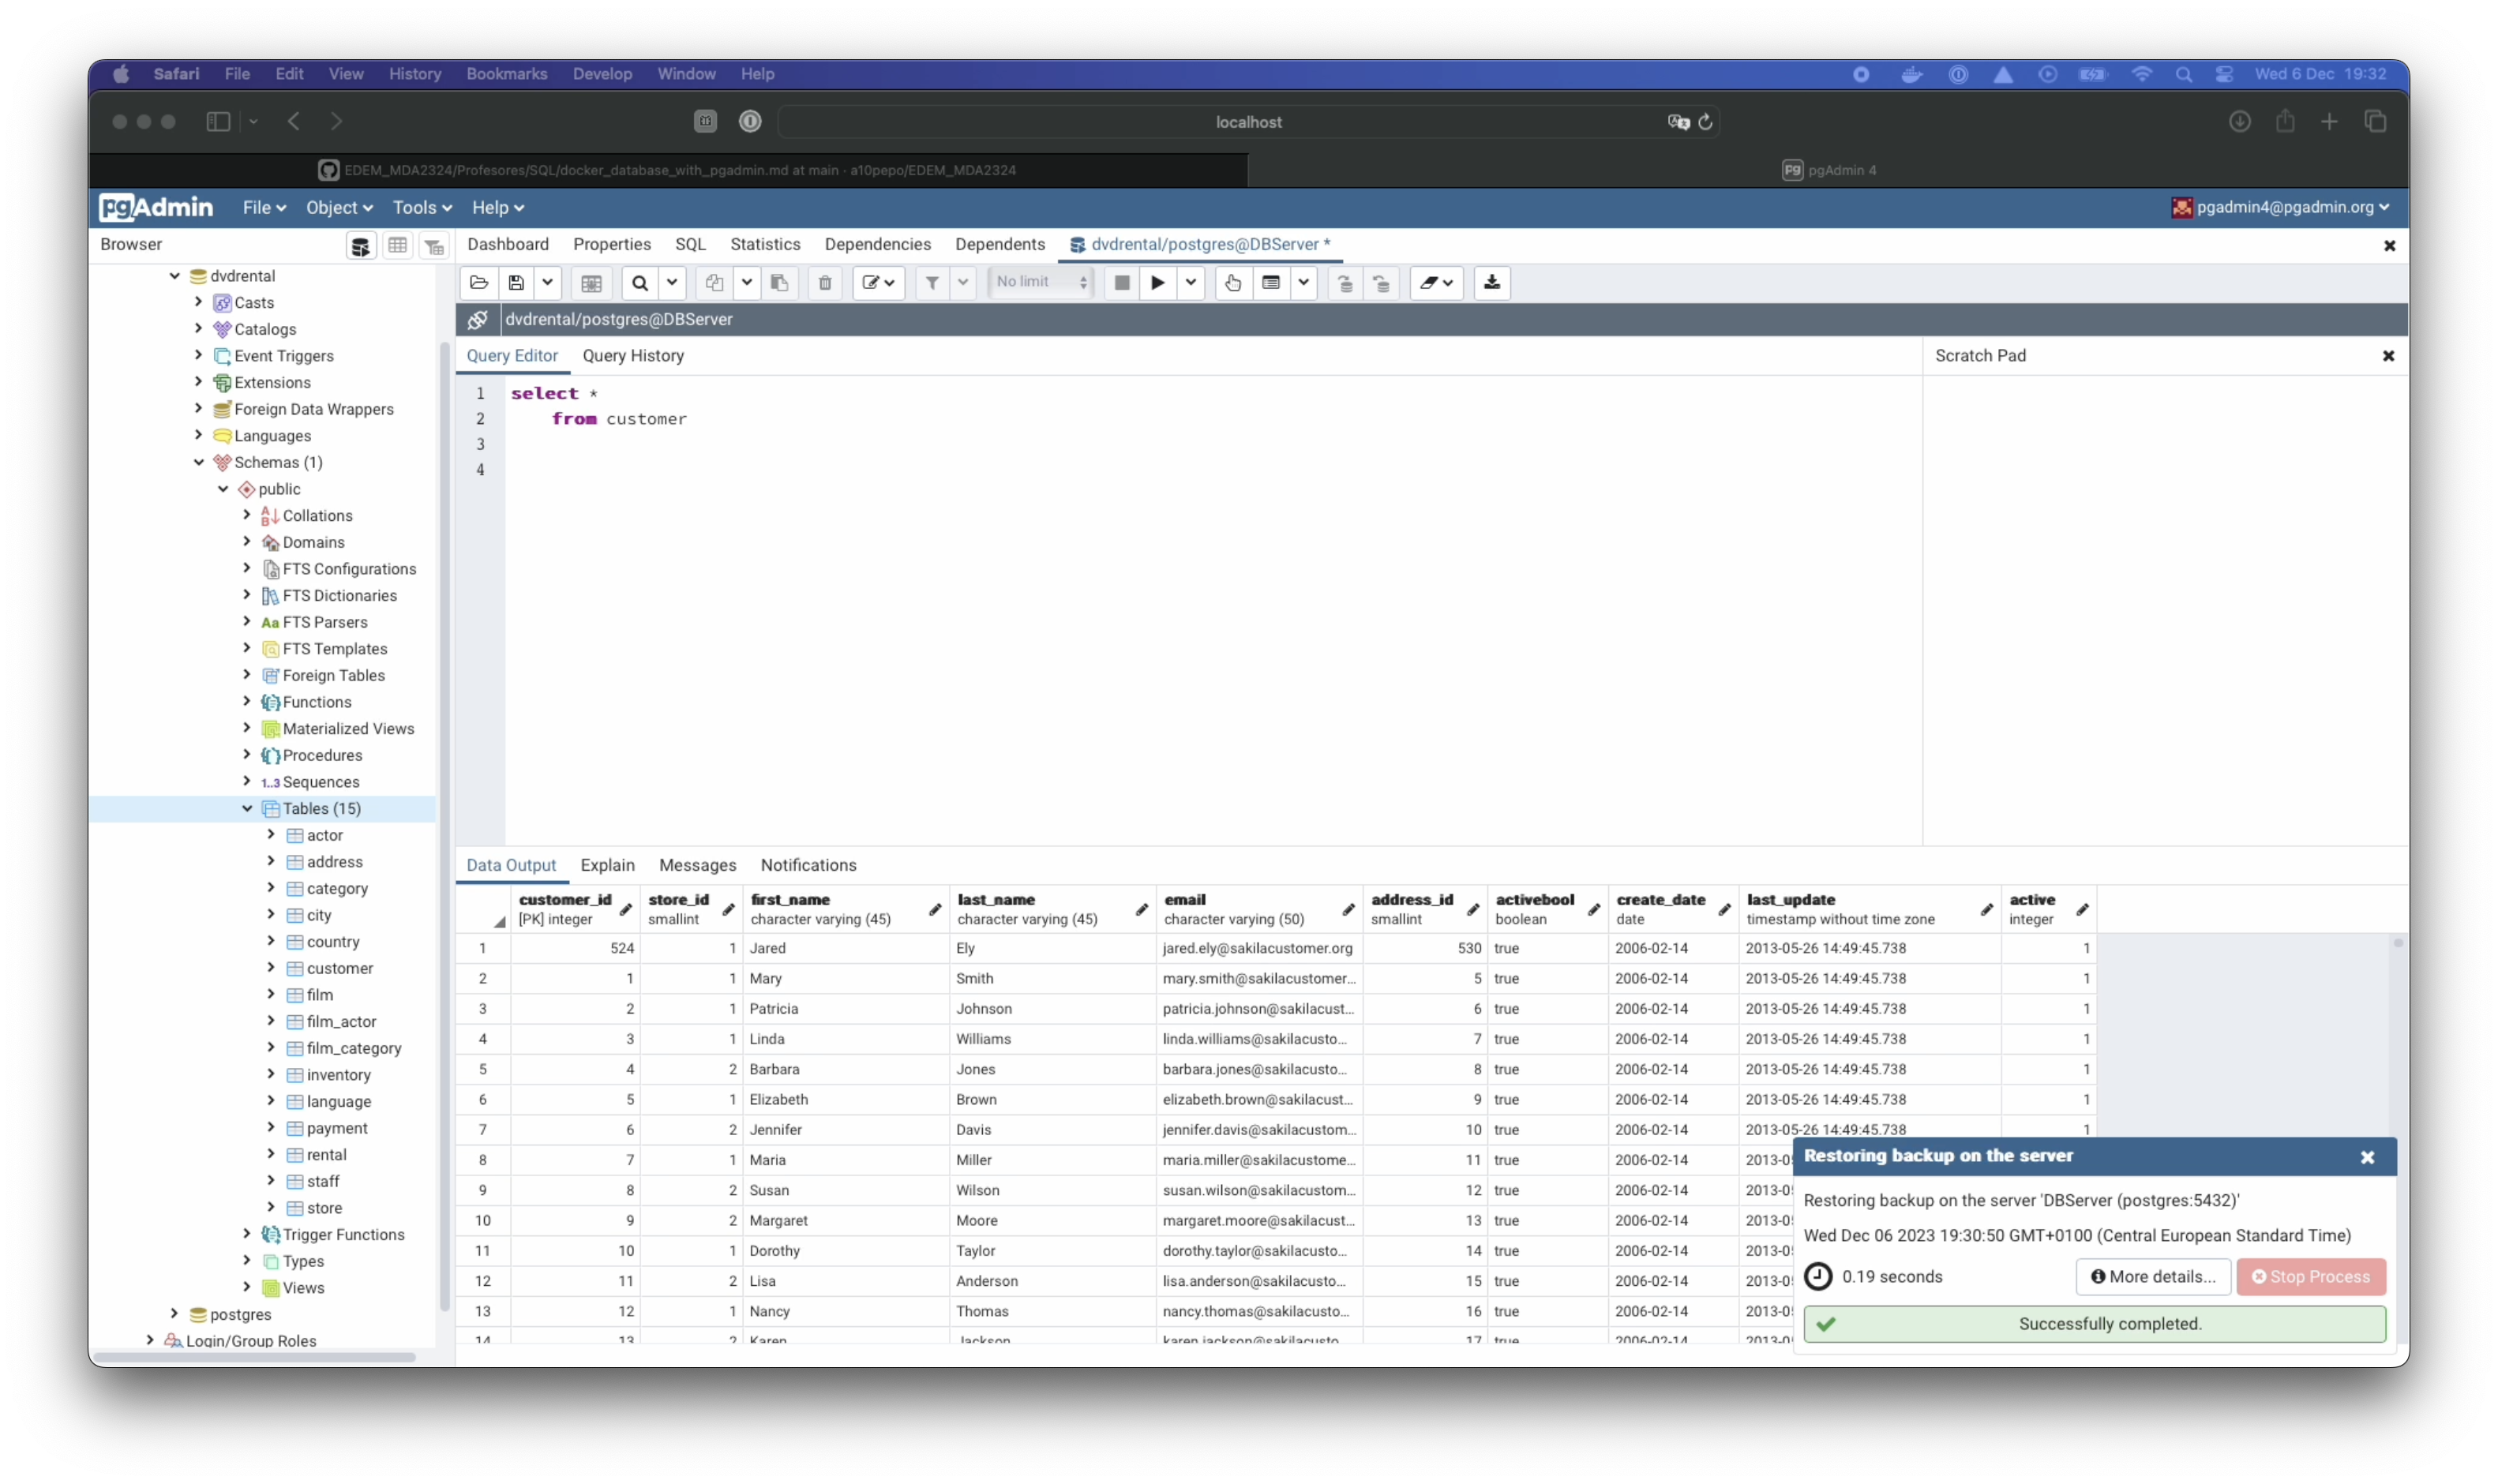 Safari File Edit View History Bookmarks Develop Window Help Wed 6 Dec 19:32
localhost
EDEM_MDA2324/Profesores/SQL/docker_database_with_pgadmin.md at main · a10pepo/EDEM_MDA2324
pg pgAdmin 4
pgAdmin File Object Tools Help pgadmin4@pgadmin.org
Browser
Dashboard Properties SQL Statistics Dependencies Dependents dvdrental/postgres@DBServer *
No limit
dvdrental/postgres@DBServer
Query Editor Query History
Scratch Pad
1 select *
2 from customer
3
4
dvdrental
Casts
Catalogs
Event Triggers
Extensions
Foreign Data Wrappers
Languages
Schemas (1)
public
Collations
Domains
FTS Configurations
FTS Dictionaries
Aa FTS Parsers
FTS Templates
Foreign Tables
Functions
Materialized Views
Procedures
1..3 Sequences
Tables (15)
actor
address
category
city
country
customer
film
film_actor
film_category
inventory
language
payment
rental
staff
store
Trigger Functions
Types
Views
postgres
Login/Group Roles
Data Output Explain Messages Notifications
customer_id store_id first_name last_name email address_id activebool create_date last_update active
[PK] integer smallint character varying (45) character varying (45) character varying (50) smallint boolean date timestamp without time zone integer
1 524 1 Jared Ely jared.ely@sakilacustomer.org 530 true 2006-02-14 2013-05-26 14:49:45.738 1
2 1 1 Mary Smith mary.smith@sakilacustomer... 5 true 2006-02-14 2013-05-26 14:49:45.738 1
3 2 1 Patricia Johnson patricia.johnson@sakilacust... 6 true 2006-02-14 2013-05-26 14:49:45.738 1
4 3 1 Linda Williams linda.williams@sakilacusto... 7 true 2006-02-14 2013-05-26 14:49:45.738 1
5 4 2 Barbara Jones barbara.jones@sakilacusto... 8 true 2006-02-14 2013-05-26 14:49:45.738 1
6 5 1 Elizabeth Brown elizabeth.brown@sakilacust... 9 true 2006-02-14 2013-05-26 14:49:45.738 1
7 6 2 Jennifer Davis jennifer.davis@sakilacustom... 10 true 2006-02-14 2013-05-26 14:49:45.738 1
8 7 1 Maria Miller maria.miller@sakilacustome... 11 true 2006-02-14 2013-0
9 8 2 Susan Wilson susan.wilson@sakilacustom... 12 true 2006-02-14 2013-0
10 9 2 Margaret Moore margaret.moore@sakilacust... 13 true 2006-02-14 2013-0
11 10 1 Dorothy Taylor dorothy.taylor@sakilacusto... 14 true 2006-02-14 2013-0
12 11 2 Lisa Anderson lisa.anderson@sakilacusto... 15 true 2006-02-14 2013-0
13 12 1 Nancy Thomas nancy.thomas@sakilacusto... 16 true 2006-02-14 2013-0
14 13 2 Karen Jackson karen.jackson@sakilacusto... 17 true 2006-02-14 2013-0
Restoring backup on the server
Restoring backup on the server 'DBServer (postgres:5432)'
Wed Dec 06 2023 19:30:50 GMT+0100 (Central European Standard Time)
0.19 seconds More details... Stop Process
Successfully completed.